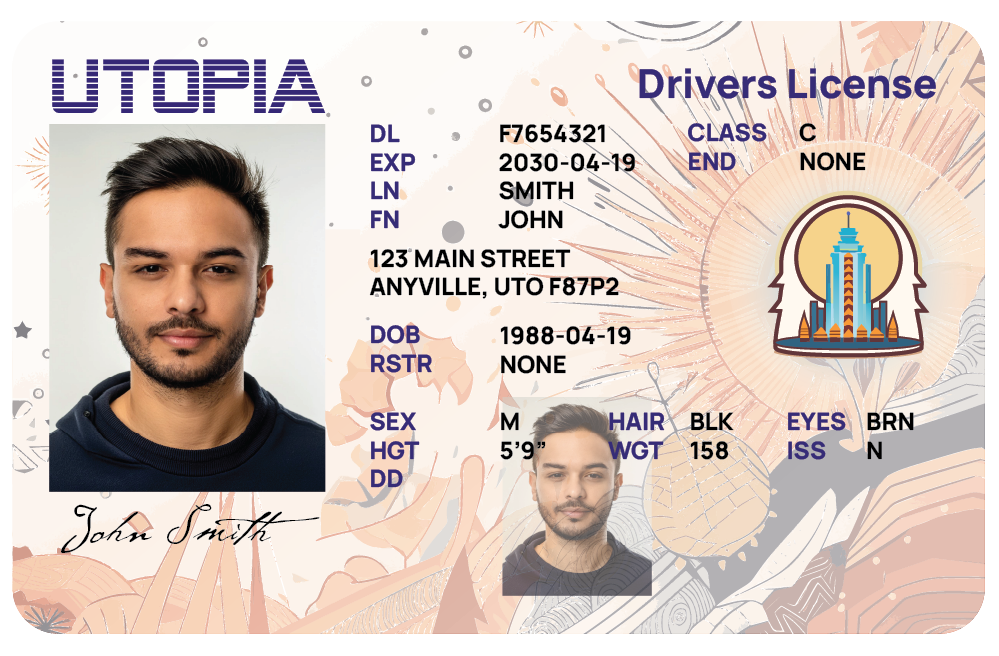 UTOPIA
Drivers License
DL F7654321 CLASS C
EXP 2030-04-19 END NONE
LN SMITH
FN JOHN
123 MAIN STREET
ANYVILLE, UTO F87P2
DOB 1988-04-19
RSTR NONE
SEX M HAIR BLK EYES BRN
HGT 5’9” WGT 158 ISS N
DD
John Smith